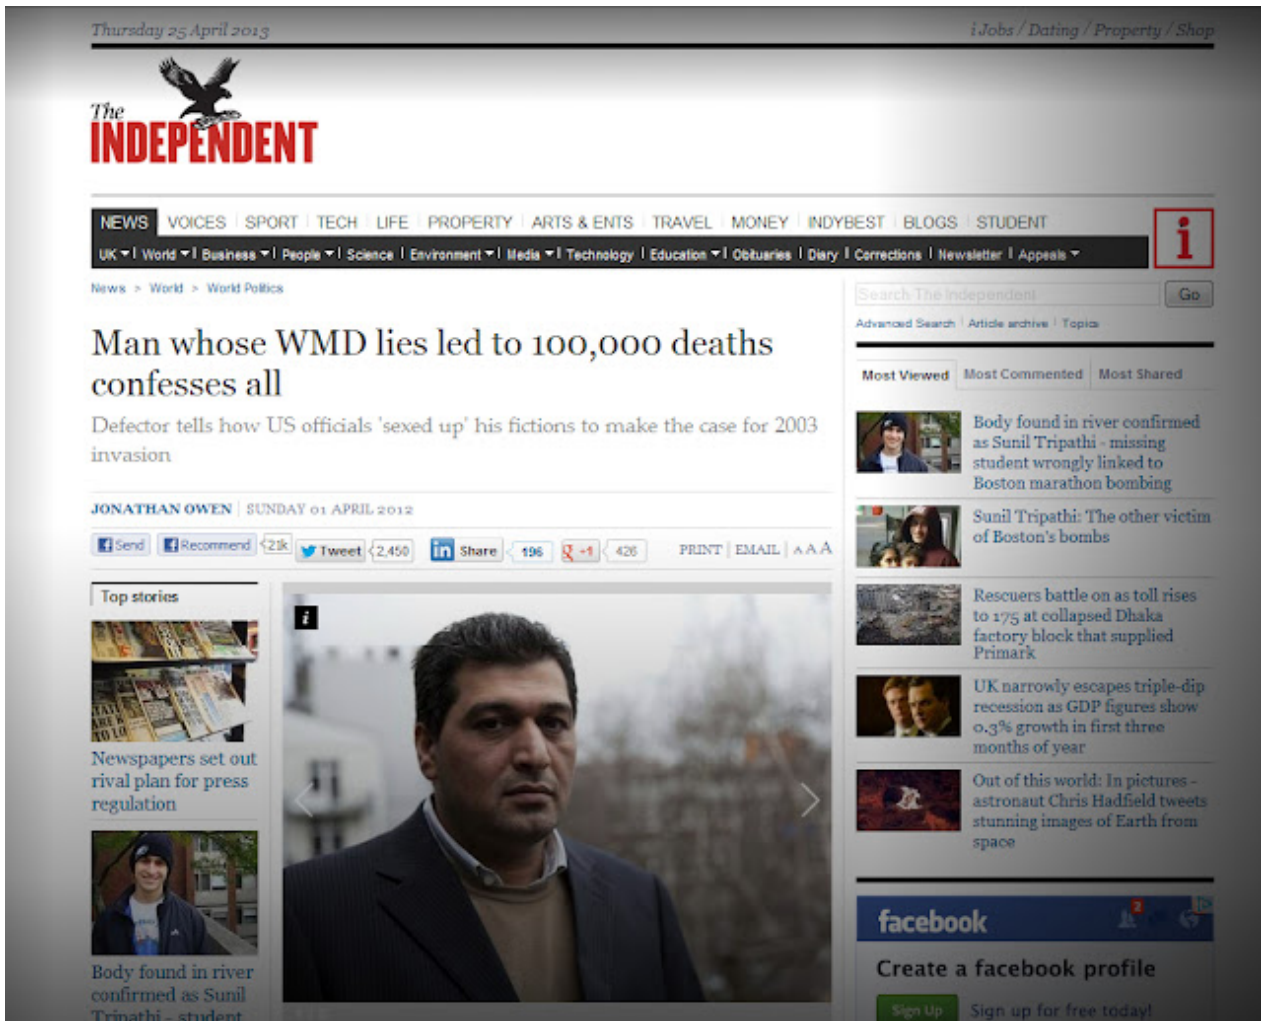 Thursday 25 April 2013
i Jobs / Dating / Property / Shop
The
INDEPENDENT
NEWS VOICES SPORT TECH LIFE PROPERTY ARTS & ENTS TRAVEL MONEY INDYBEST BLOGS STUDENT
i
UK World Business People Science Environment Media Technology Education Obituaries Diary Corrections Newsletter Appeals
News > World > World Politics
Search The Independent Go
Advanced Search Article archive Topics
Man whose WMD lies led to 100,000 deaths
confesses all
Defector tells how US officials 'sexed up' his fictions to make the case for 2003
invasion
JONATHAN OWEN SUNDAY 01 APRIL 2012
Send Recommend 21k Tweet 2,450 in Share 196 g +1 426 PRINT EMAIL A A A
Top stories
i
Newspapers set out
rival plan for press
regulation
Body found in river
confirmed as Sunil
Tripathi - student
Most Viewed Most Commented Most Shared
Body found in river confirmed
as Sunil Tripathi - missing
student wrongly linked to
Boston marathon bombing
Sunil Tripathi: The other victim
of Boston's bombs
Rescuers battle on as toll rises
to 175 at collapsed Dhaka
factory block that supplied
Primark
UK narrowly escapes triple-dip
recession as GDP figures show
0.3% growth in first three
months of year
Out of this world: In pictures -
astronaut Chris Hadfield tweets
stunning images of Earth from
space
facebook 2
Create a facebook profile
Sign Up Sign up for free today!